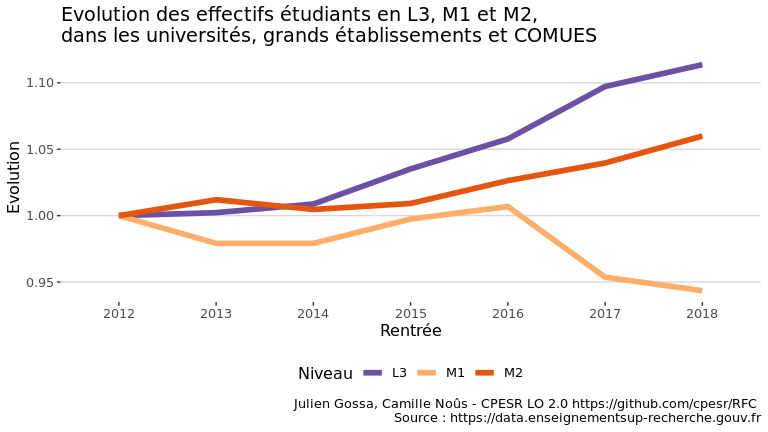 Evolution des effectifs étudiants en L3, M1 et M2,
dans les universités, grands établissements et COMUES
Evolution
1.10
1.05
1.00
0.95
2012 2013 2014 2015 2016 2017 2018
Rentrée
Niveau L3 M1 M2
Julien Gossa, Camille Noûs - CPESR LO 2.0 https://github.com/cpesr/RFC
Source : https://data.enseignementsup-recherche.gouv.fr